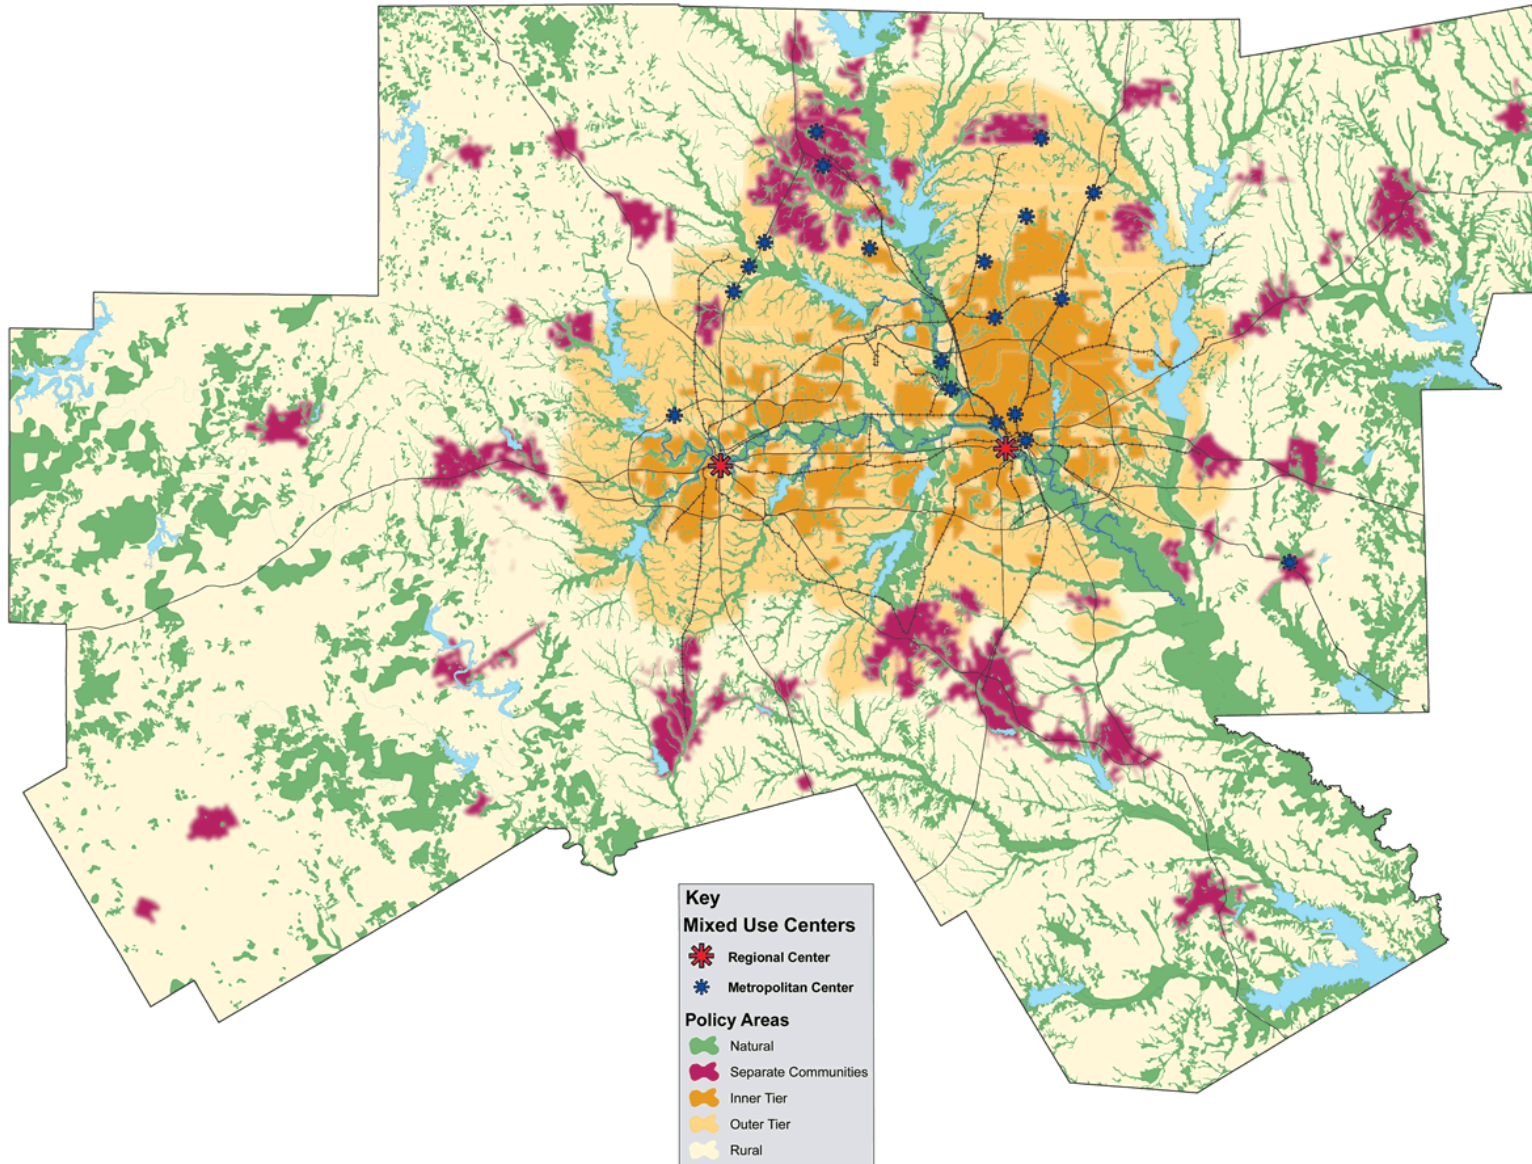 Key
Mixed Use Centers
Regional Center
Metropolitan Center
Policy Areas
Natural
Separate Communities
Inner Tier
Outer Tier
Rural